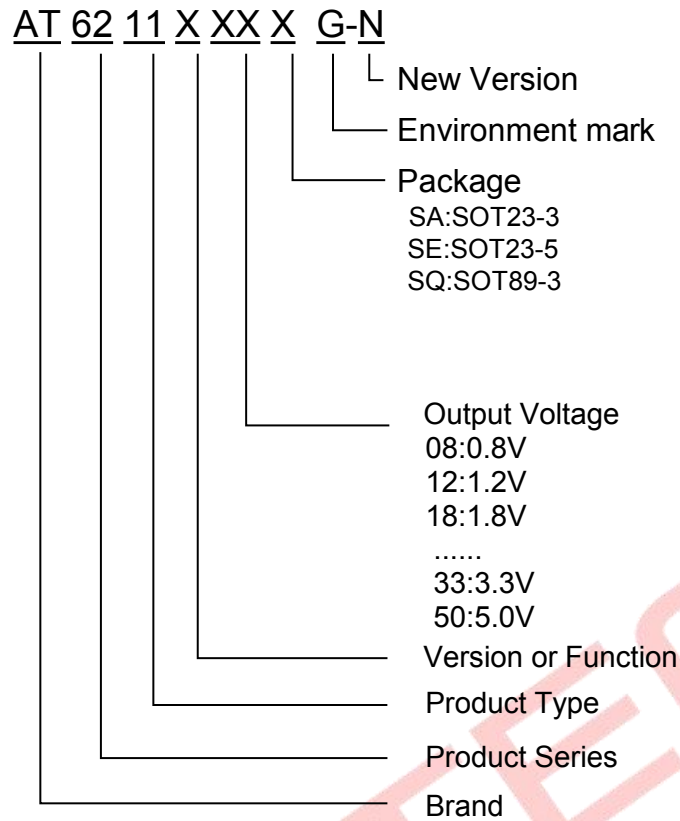 AT 62 11 X XX X G-N
New Version
Environment mark
Package
SA:SOT23-3
SE:SOT23-5
SQ:SOT89-3
Output Voltage
08:0.8V
12:1.2V
18:1.8V
......
33:3.3V
50:5.0V
Version or Function
Product Type
Product Series
Brand